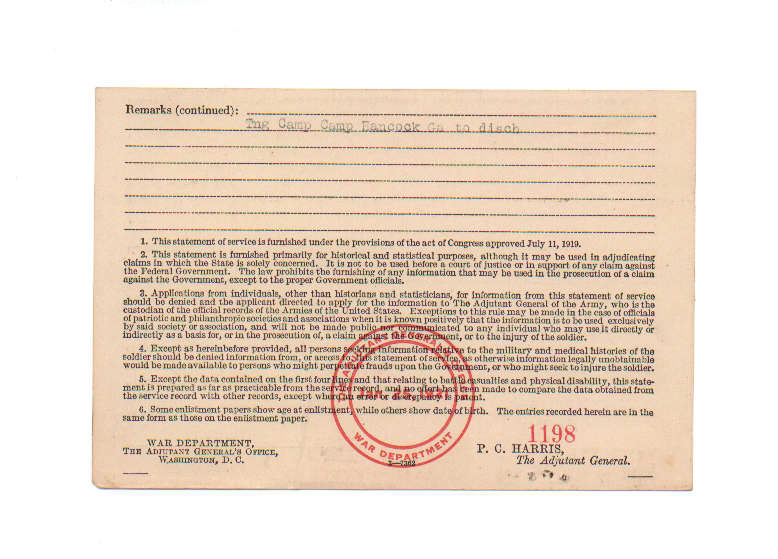 Remarks (continued):
Tng Camp Camp Hancock Ga to disch
1. This statement of service is furnished under the provisions of the act of Congress approved July 11, 1919.
2. This statement is furnished primarily for historical and statistical purposes, although it may be used in adjudicating
claims in which the State is solely concerned. It is not to be used before a court of justice or in support of any claim against
the Federal Government. The law prohibits the furnishing of any information that may be used in the prosecution of a claim
against the Government, except to the proper Government officials.
3. Applications from individuals, other than historians and statisticians, for information from this statement of service
should be denied and the applicant directed to apply for the information to The Adjutant General of the Army, who is the
custodian of the official records of the Armies of the United States. Exceptions to this rule may be made in the case of officials
of patriotic and philanthropic societies and associations when it is known positively that the information is to be used exclusively
by said society or association, and will not be made public nor communicated to any individual who may use it directly or
indirectly as a basis for, or in the prosecution of, a claim against the Government, or to the injury of the soldier.
4. Except as hereinbefore provided, all persons seeking information relative to the military and medical histories of the
soldier should be denied information from, or access to, this statement of service, as otherwise information legally unobtainable
would be made available to persons who might perpetrate frauds upon the Government, or who might seek to injure the soldier.
5. Except the data contained on the first four lines and that relating to battle casualties and physical disability, this state-
ment is prepared as far as practicable from the service record, and no effort has been made to compare the data obtained from
the service record with other records, except where an error or discrepancy is patent.
6. Some enlistment papers show age at enlistment, while others show date of birth. The entries recorded herein are in the
same form as those on the enlistment paper.
WAR DEPARTMENT,
THE ADJUTANT GENERAL'S OFFICE,
WASHINGTON, D. C.
WAR DEPARTMENT
3—7302
1198
P. C. HARRIS,
The Adjutant General.